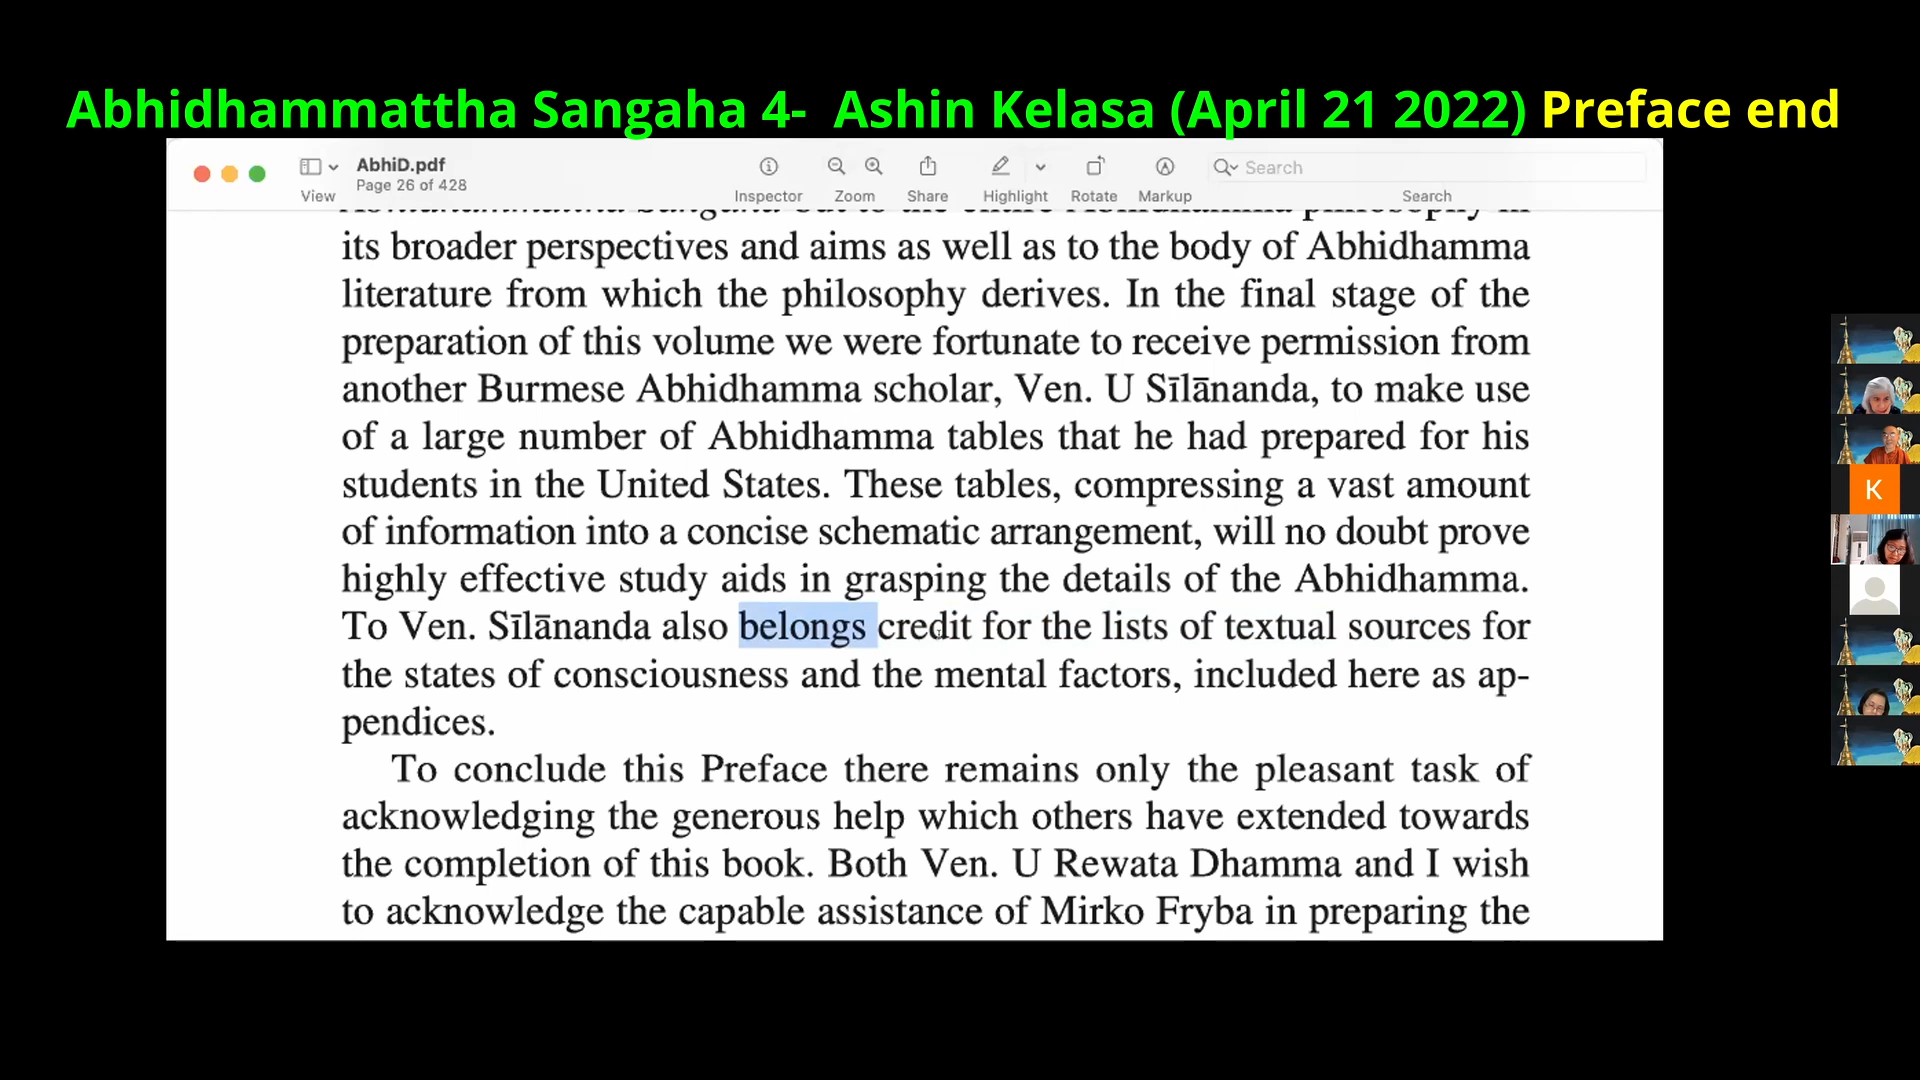 Abhidhammattha Sangaha 4- Ashin Kelasa (April 21 2022) Preface end
AbhiD.pdf
Page 26 of 428
View
Inspector
Zoom
Share
Highlight
Rotate
Markup
Search
Search
Abhidhammattha Sangaha but to the entire Abhidhamma philosophy in
its broader perspectives and aims as well as to the body of Abhidhamma
literature from which the philosophy derives. In the final stage of the
preparation of this volume we were fortunate to receive permission from
another Burmese Abhidhamma scholar, Ven. U Sīlānanda, to make use
of a large number of Abhidhamma tables that he had prepared for his
students in the United States. These tables, compressing a vast amount
of information into a concise schematic arrangement, will no doubt prove
highly effective study aids in grasping the details of the Abhidhamma.
To Ven. Sīlānanda also belongs credit for the lists of textual sources for
the states of consciousness and the mental factors, included here as ap-
pendices.
To conclude this Preface there remains only the pleasant task of
acknowledging the generous help which others have extended towards
the completion of this book. Both Ven. U Rewata Dhamma and I wish
to acknowledge the capable assistance of Mirko Fryba in preparing the
K